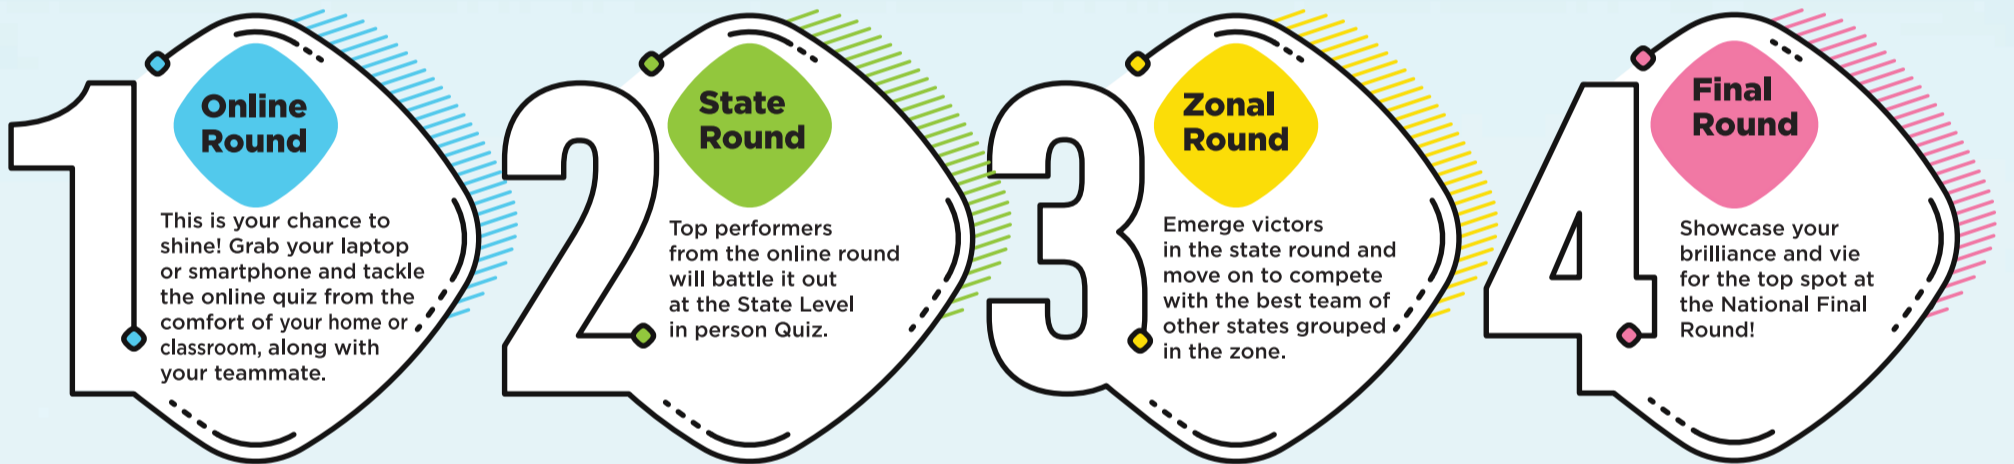 1
Online
Round
This is your chance to
shine! Grab your laptop
or smartphone and tackle
the online quiz from the
comfort of your home or
classroom, along with
your teammate.
2
State
Round
Top performers
from the online round
will battle it out
at the State Level
in person Quiz.
3
Zonal
Round
Emerge victors
in the state round and
move on to compete
with the best team of
other states grouped
in the zone.
4
Final
Round
Showcase your
brilliance and vie
for the top spot at
the National Final
Round!